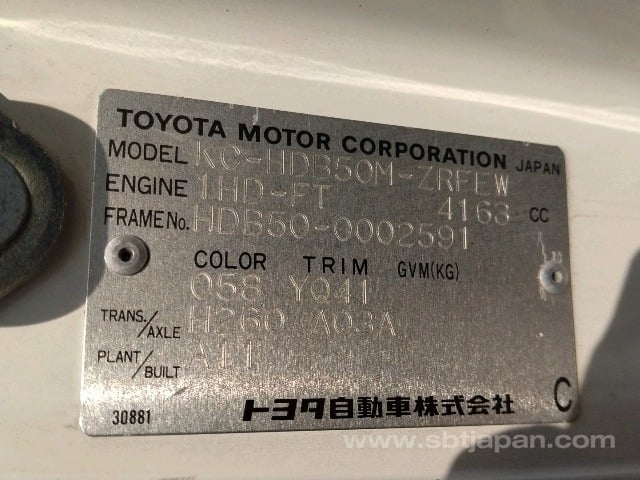 TOYOTA MOTOR CORPORATION JAPAN
MODEL KC-HDB50M-ZRFEW
ENGINE 1HD-FT 4163 CC
FRAME No. HDB50-0002591
COLOR TRIM GVM(KG)
058 YQ41
TRANS./AXLE H260 A03A
PLANT/BUILT A11
30881 トヨタ自動車株式会社 C
www.sbtjapan.com